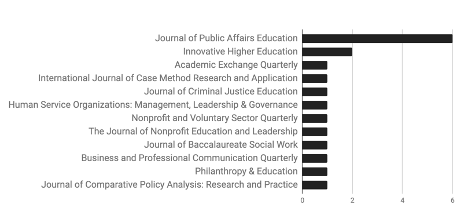 Journal of Public Affairs Education
Innovative Higher Education
Academic Exchange Quarterly
International Journal of Case Method Research and Application
Journal of Criminal Justice Education
Human Service Organizations: Management, Leadership & Governance
Nonprofit and Voluntary Sector Quarterly
The Journal of Nonprofit Education and Leadership
Journal of Baccalaureate Social Work
Business and Professional Communication Quarterly
Philanthropy & Education
Journal of Comparative Policy Analysis: Research and Practice
0 2 4 6